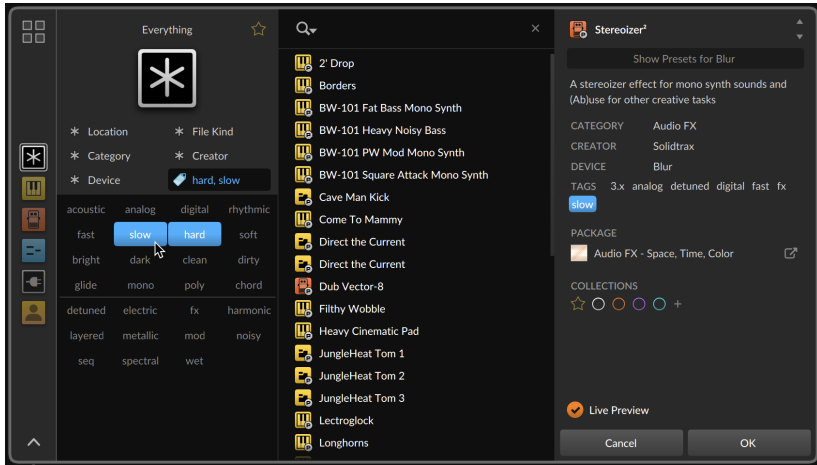 Everything
* Location * File Kind
* Category * Creator
* Device hard, slow
acoustic analog digital rhythmic
fast slow hard soft
bright dark clean dirty
glide mono poly chord
detuned electric fx harmonic
layered metallic mod noisy
seq spectral wet
2' Drop
Borders
BW-101 Fat Bass Mono Synth
BW-101 Heavy Noisy Bass
BW-101 PW Mod Mono Synth
BW-101 Square Attack Mono Synth
Cave Man Kick
Come To Mammy
Direct the Current
Direct the Current
Dub Vector-8
Filthy Wobble
Heavy Cinematic Pad
JungleHeat Tom 1
JungleHeat Tom 2
JungleHeat Tom 3
Lectroglock
Longhorns
Stereoizer²
Show Presets for Blur
A stereoizer effect for mono synth sounds and
(Ab)use for other creative tasks
CATEGORY Audio FX
CREATOR Solidtrax
DEVICE Blur
TAGS 3.x analog detuned digital fast fx
slow
PACKAGE
Audio FX - Space, Time, Color
COLLECTIONS
Live Preview
Cancel OK